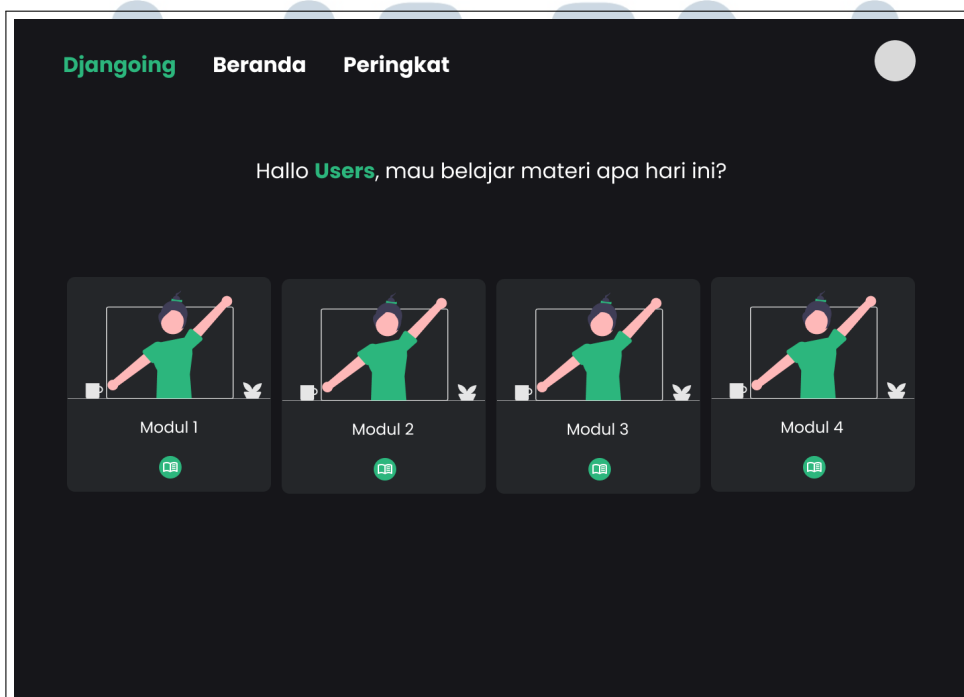 Djangoing Beranda Peringkat
Hallo Users, mau belajar materi apa hari ini?
Modul 1 Modul 2 Modul 3 Modul 4